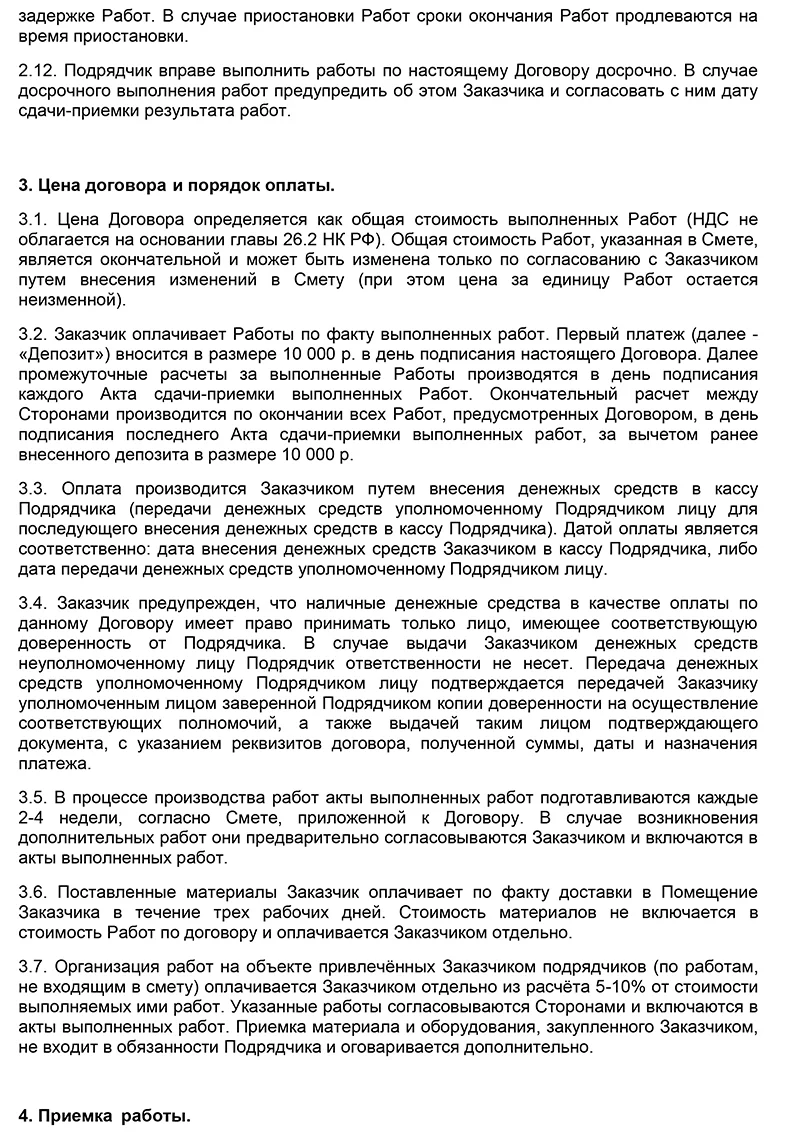 задержке Работ. В случае приостановки Работ сроки окончания Работ продлеваются на
время приостановки.
2.12. Подрядчик вправе выполнить работы по настоящему Договору досрочно. В случае
досрочного выполнения работ предупредить об этом Заказчика и согласовать с ним дату
сдачи-приемки результата работ.
3. Цена договора и порядок оплаты.
3.1. Цена Договора определяется как общая стоимость выполненных Работ (НДС не
облагается на основании главы 26.2 НК РФ). Общая стоимость Работ, указанная в Смете,
является окончательной и может быть изменена только по согласованию с Заказчиком
путем внесения изменений в Смету (при этом цена за единицу Работ остается
неизменной).
3.2. Заказчик оплачивает Работы по факту выполненных работ. Первый платеж (далее -
«Депозит») вносится в размере 10 000 р. в день подписания настоящего Договора. Далее
промежуточные расчеты за выполненные Работы производятся в день подписания
каждого Акта сдачи-приемки выполненных Работ. Окончательный расчет между
Сторонами производится по окончании всех Работ, предусмотренных Договором, в день
подписания последнего Акта сдачи-приемки выполненных работ, за вычетом ранее
внесенного депозита в размере 10 000 р.
3.3. Оплата производится Заказчиком путем внесения денежных средств в кассу
Подрядчика (передачи денежных средств уполномоченному Подрядчиком лицу для
последующего внесения денежных средств в кассу Подрядчика). Датой оплаты является
соответственно: дата внесения денежных средств Заказчиком в кассу Подрядчика, либо
дата передачи денежных средств уполномоченному Подрядчиком лицу.
3.4. Заказчик предупрежден, что наличные денежные средства в качестве оплаты по
данному Договору имеет право принимать только лицо, имеющее соответствующую
доверенность от Подрядчика. В случае выдачи Заказчиком денежных средств
неуполномоченному лицу Подрядчик ответственности не несет. Передача денежных
средств уполномоченному Подрядчиком лицу подтверждается передачей Заказчику
уполномоченным лицом заверенной Подрядчиком копии доверенности на осуществление
соответствующих полномочий, а также выдачей таким лицом подтверждающего
документа, с указанием реквизитов договора, полученной суммы, даты и назначения
платежа.
3.5. В процессе производства работ акты выполненных работ подготавливаются каждые
2-4 недели, согласно Смете, приложенной к Договору. В случае возникновения
дополнительных работ они предварительно согласовываются Заказчиком и включаются в
акты выполненных работ.
3.6. Поставленные материалы Заказчик оплачивает по факту доставки в Помещение
Заказчика в течение трех рабочих дней. Стоимость материалов не включается в
стоимость Работ по договору и оплачивается Заказчиком отдельно.
3.7. Организация работ на объекте привлечённых Заказчиком подрядчиков (по работам,
не входящим в смету) оплачивается Заказчиком отдельно из расчёта 5-10% от стоимости
выполняемых ими работ. Указанные работы согласовываются Сторонами и включаются в
акты выполненных работ. Приемка материала и оборудования, закупленного Заказчиком,
не входит в обязанности Подрядчика и оговаривается дополнительно.
4. Приемка работы.